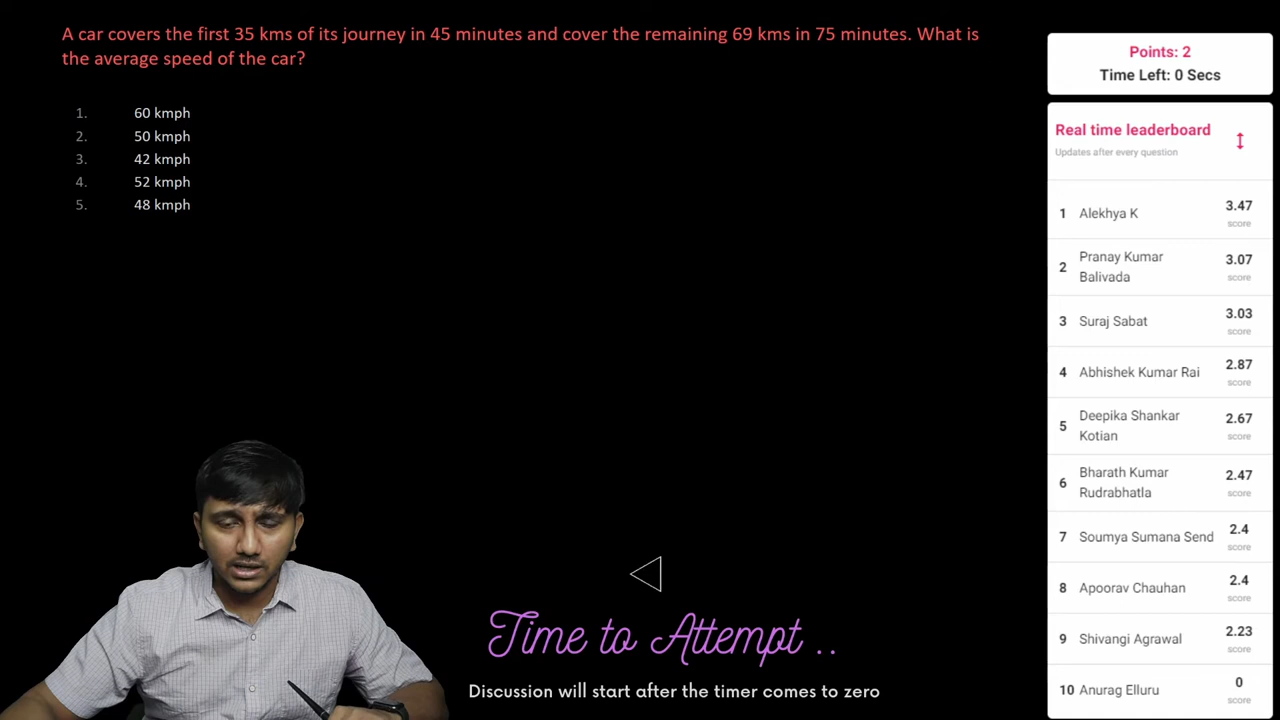 A car covers the first 35 kms of its journey in 45 minutes and cover the remaining 69 kms in 75 minutes. What is
the average speed of the car?
1. 60 kmph
2. 50 kmph
3. 42 kmph
4. 52 kmph
5. 48 kmph
Time to Attempt ..
Discussion will start after the timer comes to zero
Points: 2
Time Left: 0 Secs
Real time leaderboard
Updates after every question
1 Alekhya K 3.47
score
2 Pranay Kumar Balivada 3.07
score
3 Suraj Sabat 3.03
score
4 Abhishek Kumar Rai 2.87
score
5 Deepika Shankar Kotian 2.67
score
6 Bharath Kumar Rudrabhatla 2.47
score
7 Soumya Sumana Send 2.4
score
8 Apoorav Chauhan 2.4
score
9 Shivangi Agrawal 2.23
score
10 Anurag Elluru 0
score